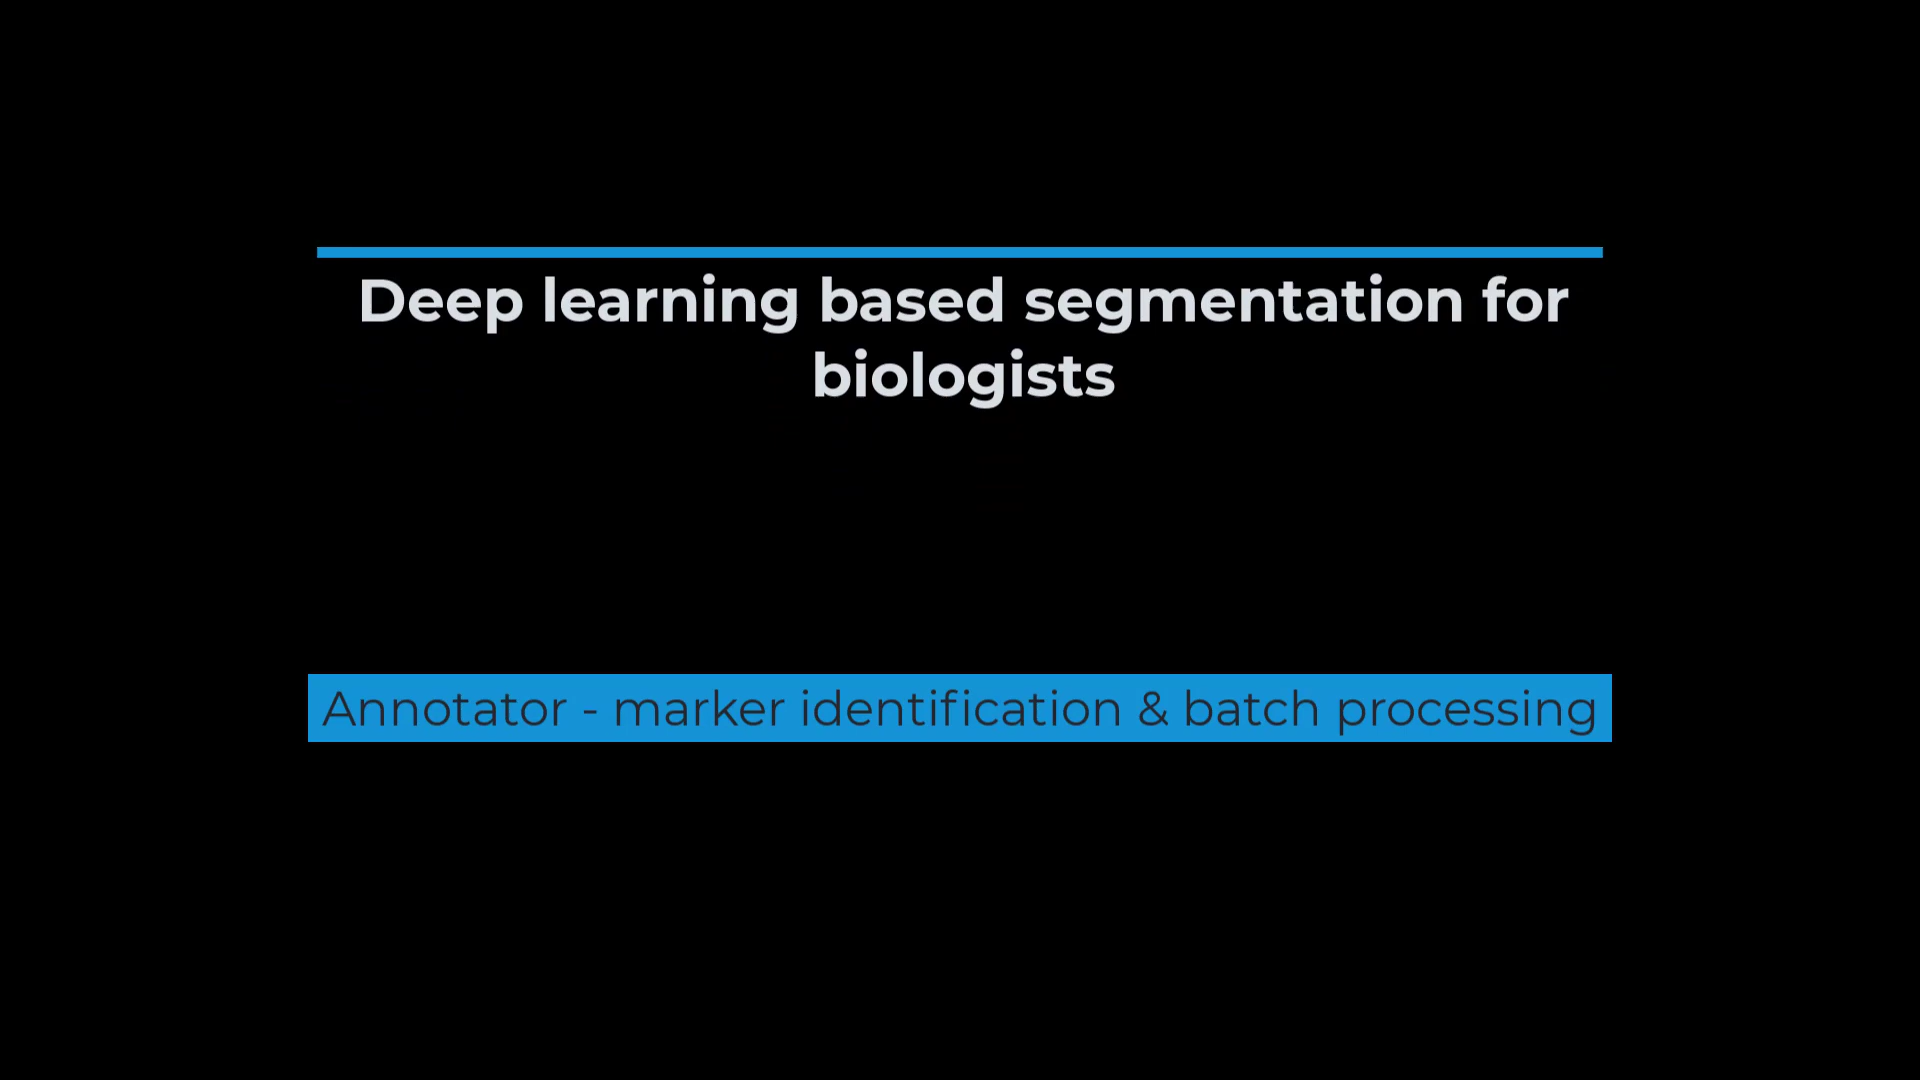 Deep learning based segmentation for
biologists
Annotator - marker identification & batch processing